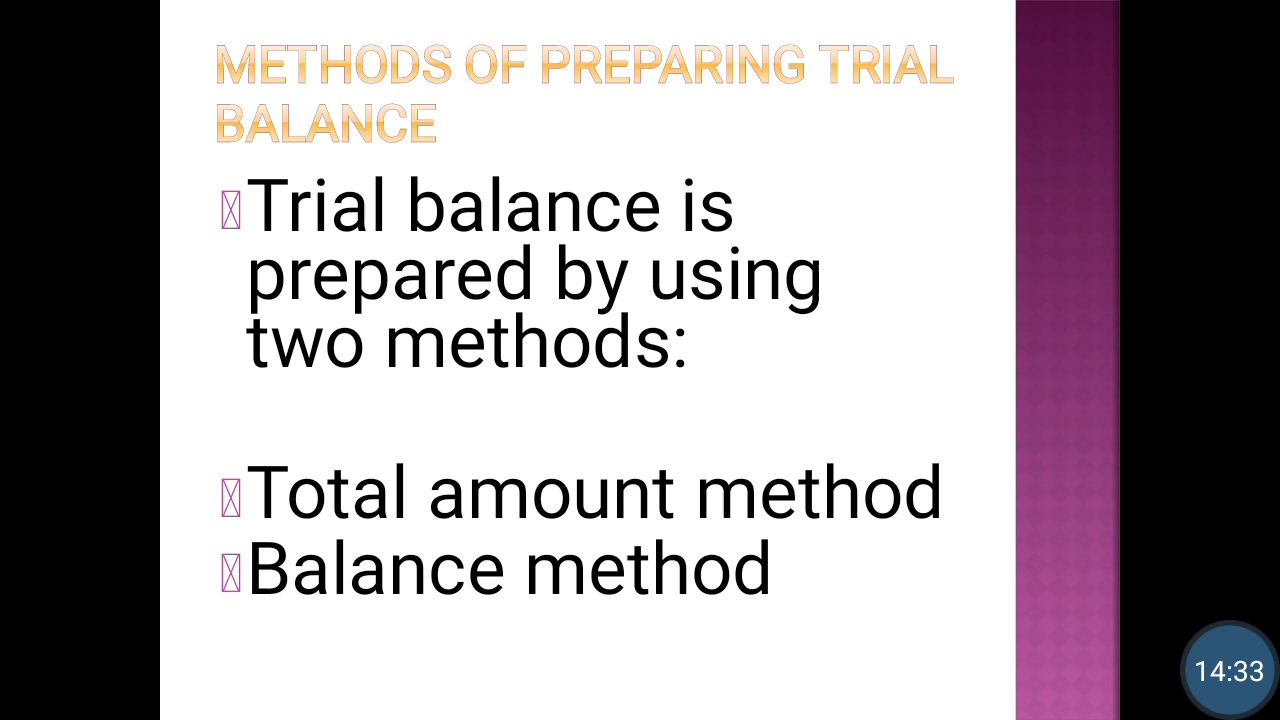 METHODS OF PREPARING TRIAL
BALANCE
Trial balance is
prepared by using
two methods:
Total amount method
Balance method
14:33